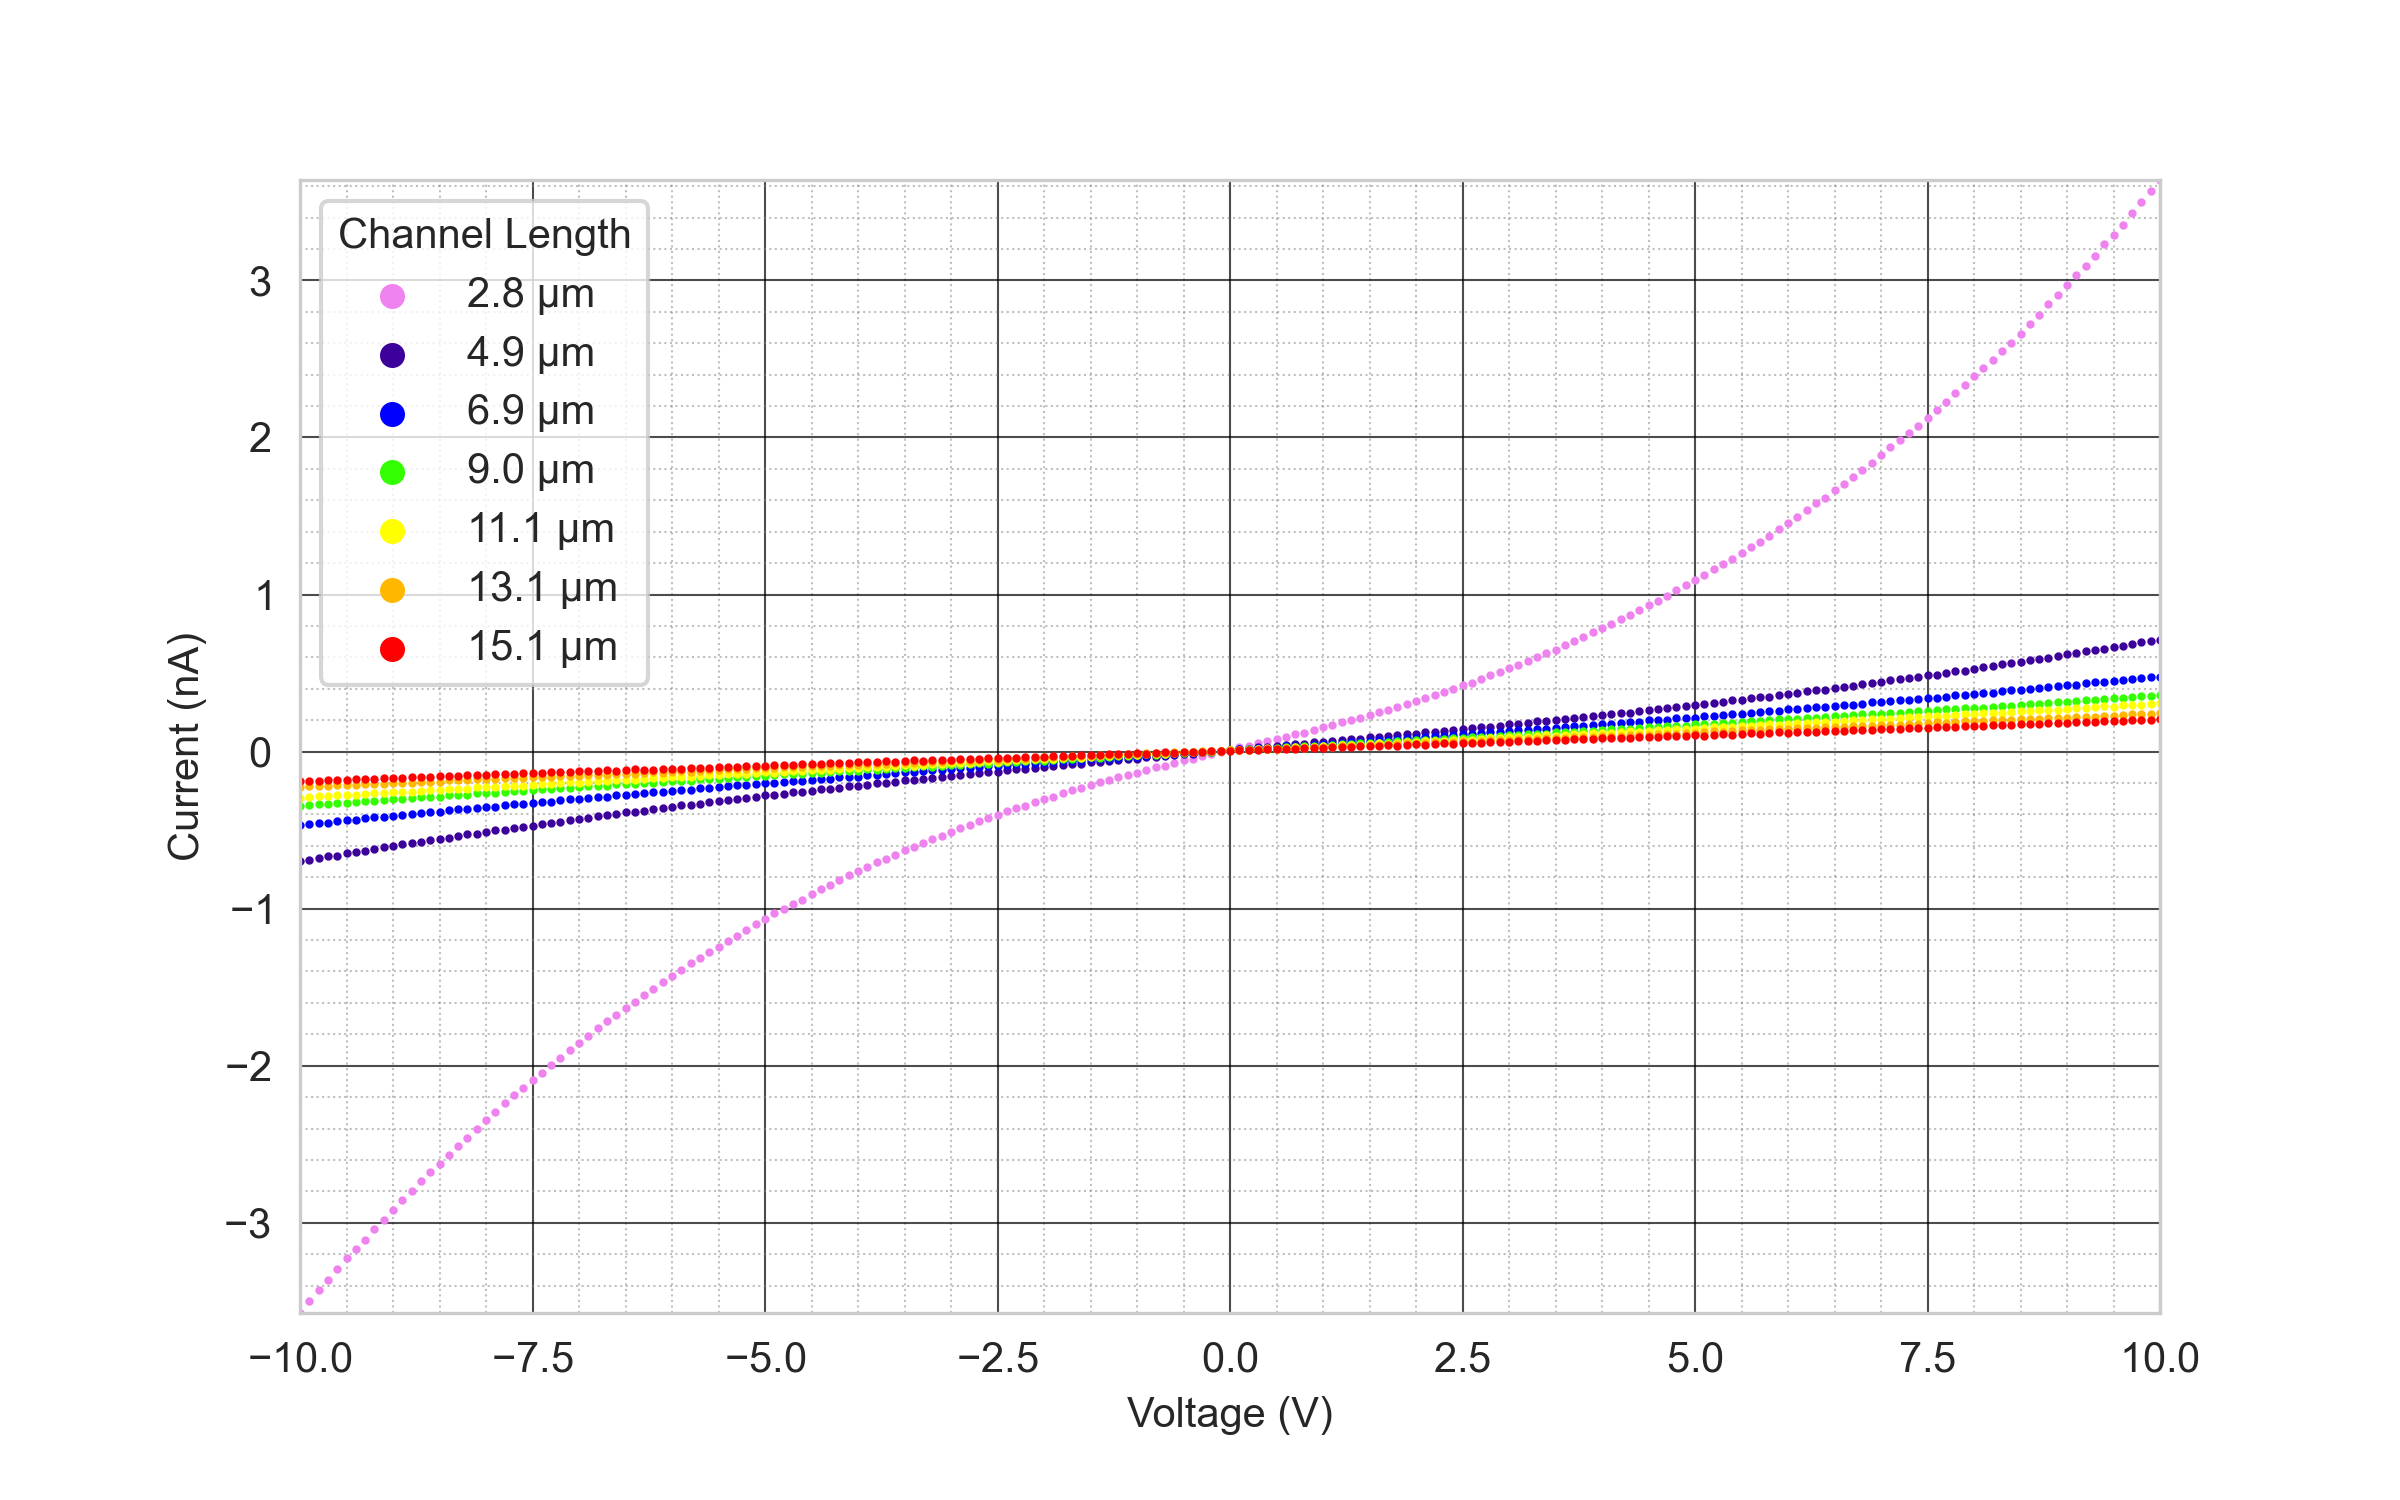 Channel Length
2.8 µm
4.9 µm
6.9 µm
9.0 µm
11.1 µm
13.1 µm
15.1 µm
3
2
1
0
−1
−2
−3
Current (nA)
−10.0 −7.5 −5.0 −2.5 0.0 2.5 5.0 7.5 10.0
Voltage (V)